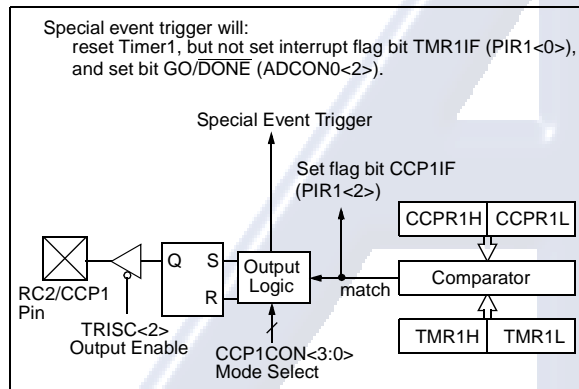 Special event trigger will:
reset Timer1, but not set interrupt flag bit TMR1IF (PIR1<0>),
and set bit GO/DONE (ADCON0<2>).
Special Event Trigger
Set flag bit CCP1IF
(PIR1<2>)
CCPR1H CCPR1L
Q S Output
Logic
R
match
Comparator
RC2/CCP1
Pin
TRISC<2>
Output Enable
TMR1H TMR1L
CCP1CON<3:0>
Mode Select